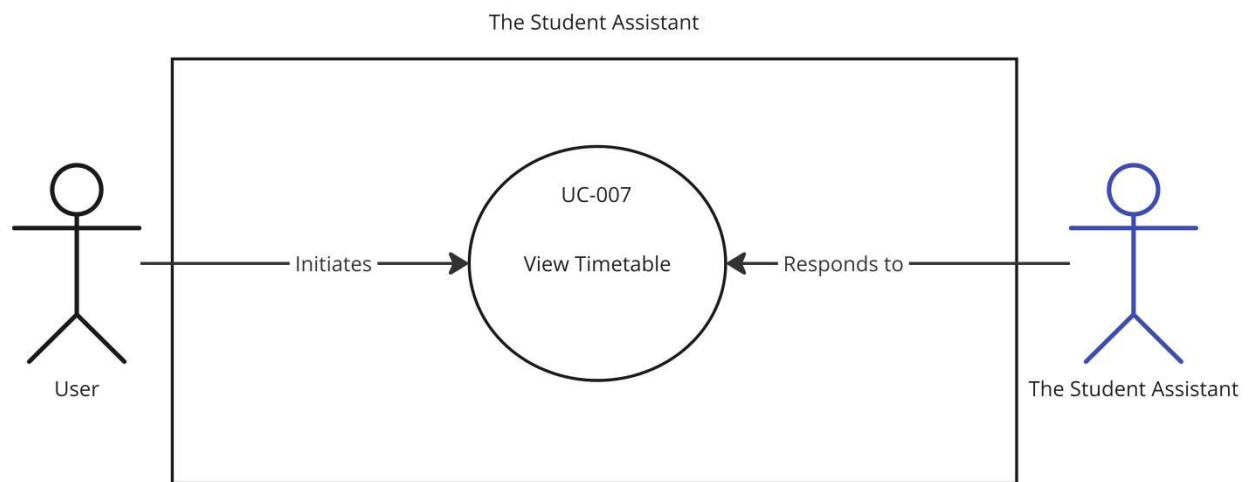 The Student Assistant
UC-007
Initiates
View Timetable
Responds to
User
The Student Assistant